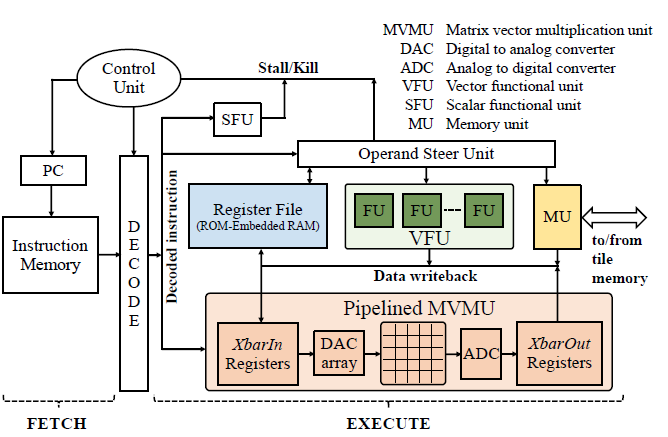 MVMU Matrix vector multiplication unit
DAC Digital to analog converter
ADC Analog to digital converter
VFU Vector functional unit
SFU Scalar functional unit
MU Memory unit
Control
Unit
Stall/Kill
SFU
PC
Operand Steer Unit
Instruction
Memory
DECODE
Decoded instruction
Register File
(ROM-Embedded RAM)
FU
FU
FU
VFU
MU
to/from
tile
memory
Data writeback
Pipelined MVMU
XbarIn
Registers
DAC
array
ADC
XbarOut
Registers
FETCH
EXECUTE